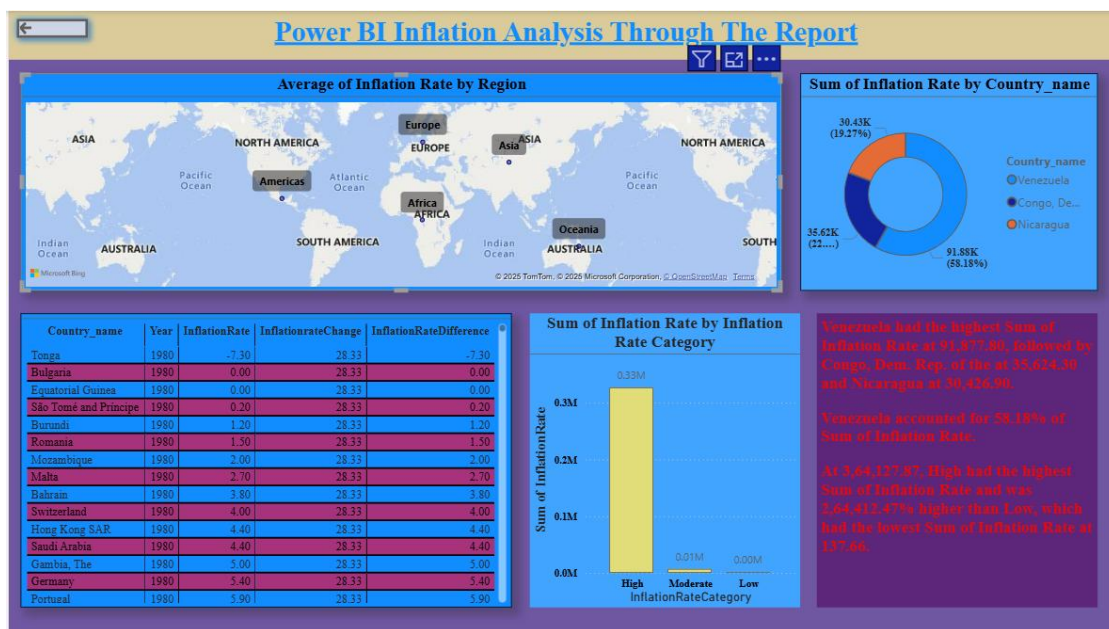 Power BI Inflation Analysis Through The Report
Average of Inflation Rate by Region
ASIA
NORTH AMERICA
Europe
EUROPE
Asia
ASIA
NORTH AMERICA
Pacific
Ocean
Americas
Atlantic
Ocean
Africa
AFRICA
Pacific
Ocean
Oceania
Indian
Ocean
AUSTRALIA
SOUTH AMERICA
Indian
Ocean
AUSTRALIA
SOUTH
Microsoft Bing
© 2025 TomTom, © 2025 Microsoft Corporation, © OpenStreetMap Terms
Sum of Inflation Rate by Country_name
30.43K
(19.27%)
35.62K
(22....)
91.88K
(58.18%)
Country_name
Venezuela
Congo, De...
Nicaragua
Country_name Year InflationRate InflationrateChange InflationRateDifference
Tonga 1980 -7.30 28.33 -7.30
Bulgaria 1980 0.00 28.33 0.00
Equatorial Guinea 1980 0.00 28.33 0.00
São Tomé and Príncipe 1980 0.20 28.33 0.20
Burundi 1980 1.20 28.33 1.20
Romania 1980 1.50 28.33 1.50
Mozambique 1980 2.00 28.33 2.00
Malta 1980 2.70 28.33 2.70
Bahrain 1980 3.80 28.33 3.80
Switzerland 1980 4.00 28.33 4.00
Hong Kong SAR 1980 4.40 28.33 4.40
Saudi Arabia 1980 4.40 28.33 4.40
Gambia, The 1980 5.00 28.33 5.00
Germany 1980 5.40 28.33 5.40
Portugal 1980 5.90 28.33 5.90
Sum of Inflation Rate by Inflation
Rate Category
Sum of InflationRate
0.3M
0.2M
0.1M
0.0M
0.33M
0.01M
0.00M
High Moderate Low
InflationRateCategory
Venezuela had the highest Sum of
Inflation Rate at 91,877.80, followed by
Congo, Dem. Rep. of the at 35,624.30
and Nicaragua at 30,426.90.
Venezuela accounted for 58.18% of
Sum of Inflation Rate.
At 3,64,127.87, High had the highest
Sum of Inflation Rate and was
2,64,412.47% higher than Low, which
had the lowest Sum of Inflation Rate at
137.66.